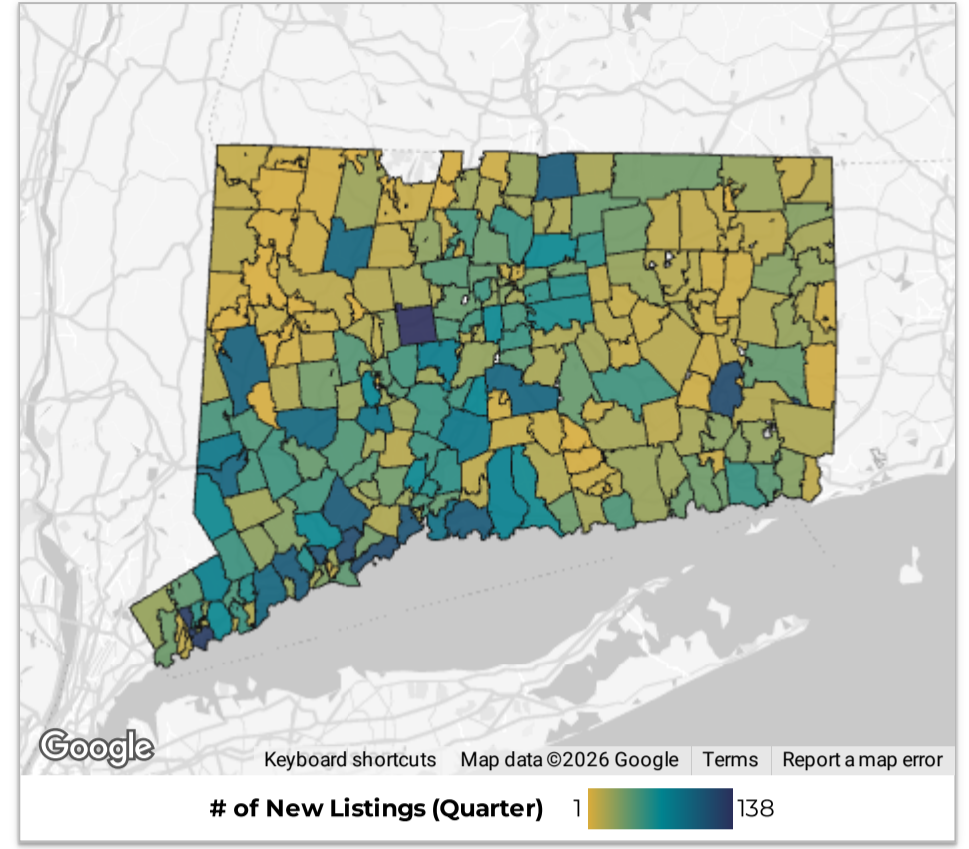 Google
Keyboard shortcuts Map data ©2026 Google Terms Report a map error
# of New Listings (Quarter) 1 138